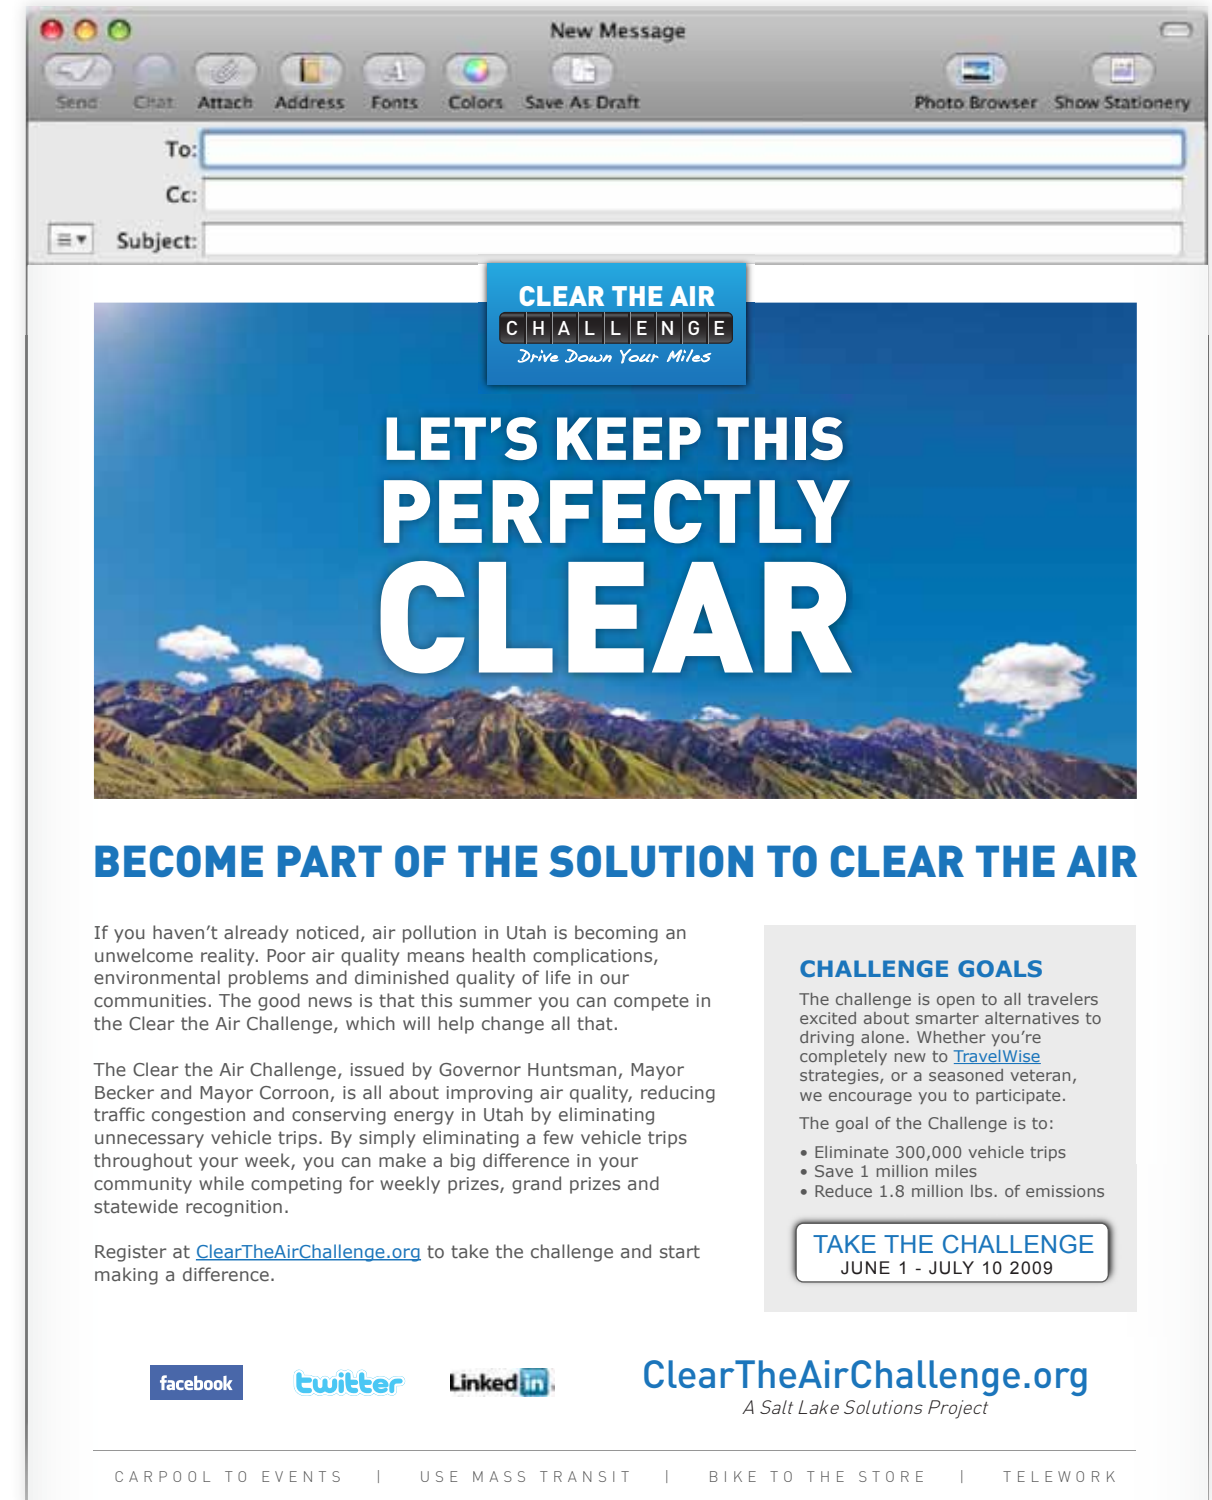 New Message
Send Chat Attach Address Fonts Colors Save As Draft Photo Browser Show Stationery
To:
Cc:
Subject:
CLEAR THE AIR
CHALLENGE
Drive Down Your Miles
LET'S KEEP THIS
PERFECTLY
CLEAR
BECOME PART OF THE SOLUTION TO CLEAR THE AIR
If you haven't already noticed, air pollution in Utah is becoming an
unwelcome reality. Poor air quality means health complications,
environmental problems and diminished quality of life in our
communities. The good news is that this summer you can compete in
the Clear the Air Challenge, which will help change all that.
The Clear the Air Challenge, issued by Governor Huntsman, Mayor
Becker and Mayor Corroon, is all about improving air quality, reducing
traffic congestion and conserving energy in Utah by eliminating
unnecessary vehicle trips. By simply eliminating a few vehicle trips
throughout your week, you can make a big difference in your
community while competing for weekly prizes, grand prizes and
statewide recognition.
Register at ClearTheAirChallenge.org to take the challenge and start
making a difference.
CHALLENGE GOALS
The challenge is open to all travelers
excited about smarter alternatives to
driving alone. Whether you're
completely new to TravelWise
strategies, or a seasoned veteran,
we encourage you to participate.
The goal of the Challenge is to:
• Eliminate 300,000 vehicle trips
• Save 1 million miles
• Reduce 1.8 million lbs. of emissions
TAKE THE CHALLENGE
JUNE 1 - JULY 10 2009
facebook
twitter
Linked in
ClearTheAirChallenge.org
A Salt Lake Solutions Project
CARPOOL TO EVENTS | USE MASS TRANSIT | BIKE TO THE STORE | TELEWORK